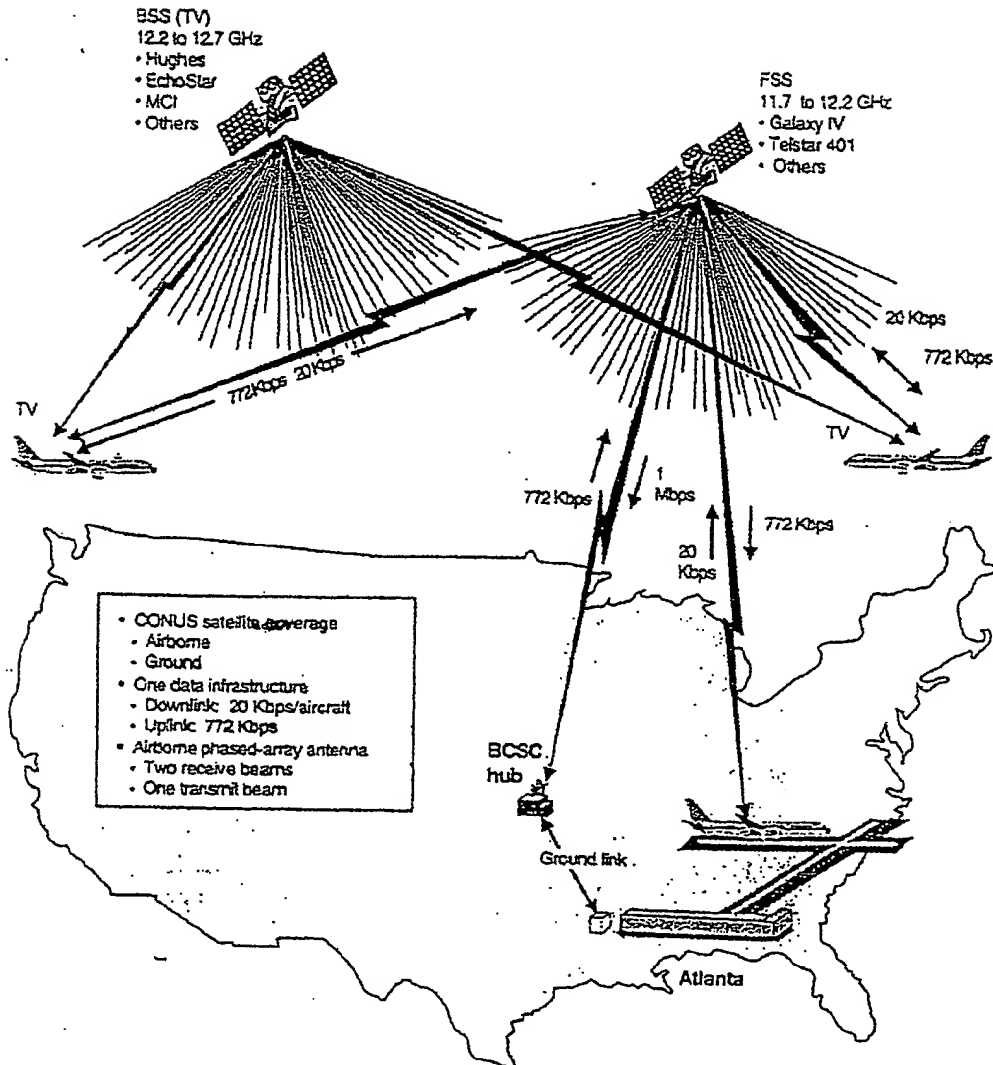 BSS (TV)
12.2 to 12.7 GHz
• Hughes
• EchoStar
• MCI
• Others
FSS
11.7 to 12.2 GHz
• Galaxy IV
• Telstar 401
• Others
20 Kbps
772 Kbps
772 Kbps 20 Kbps
TV
TV
772 Kbps
1
Mbps
20
Kbps
772 Kbps
• CONUS satellite coverage
• Airborne
• Ground
• One data infrastructure
• Downlink: 20 Kbps/aircraft
• Uplink: 772 Kbps
• Airborne phased-array antenna
• Two receive beams
• One transmit beam
BCSC
hub
Ground link
Atlanta